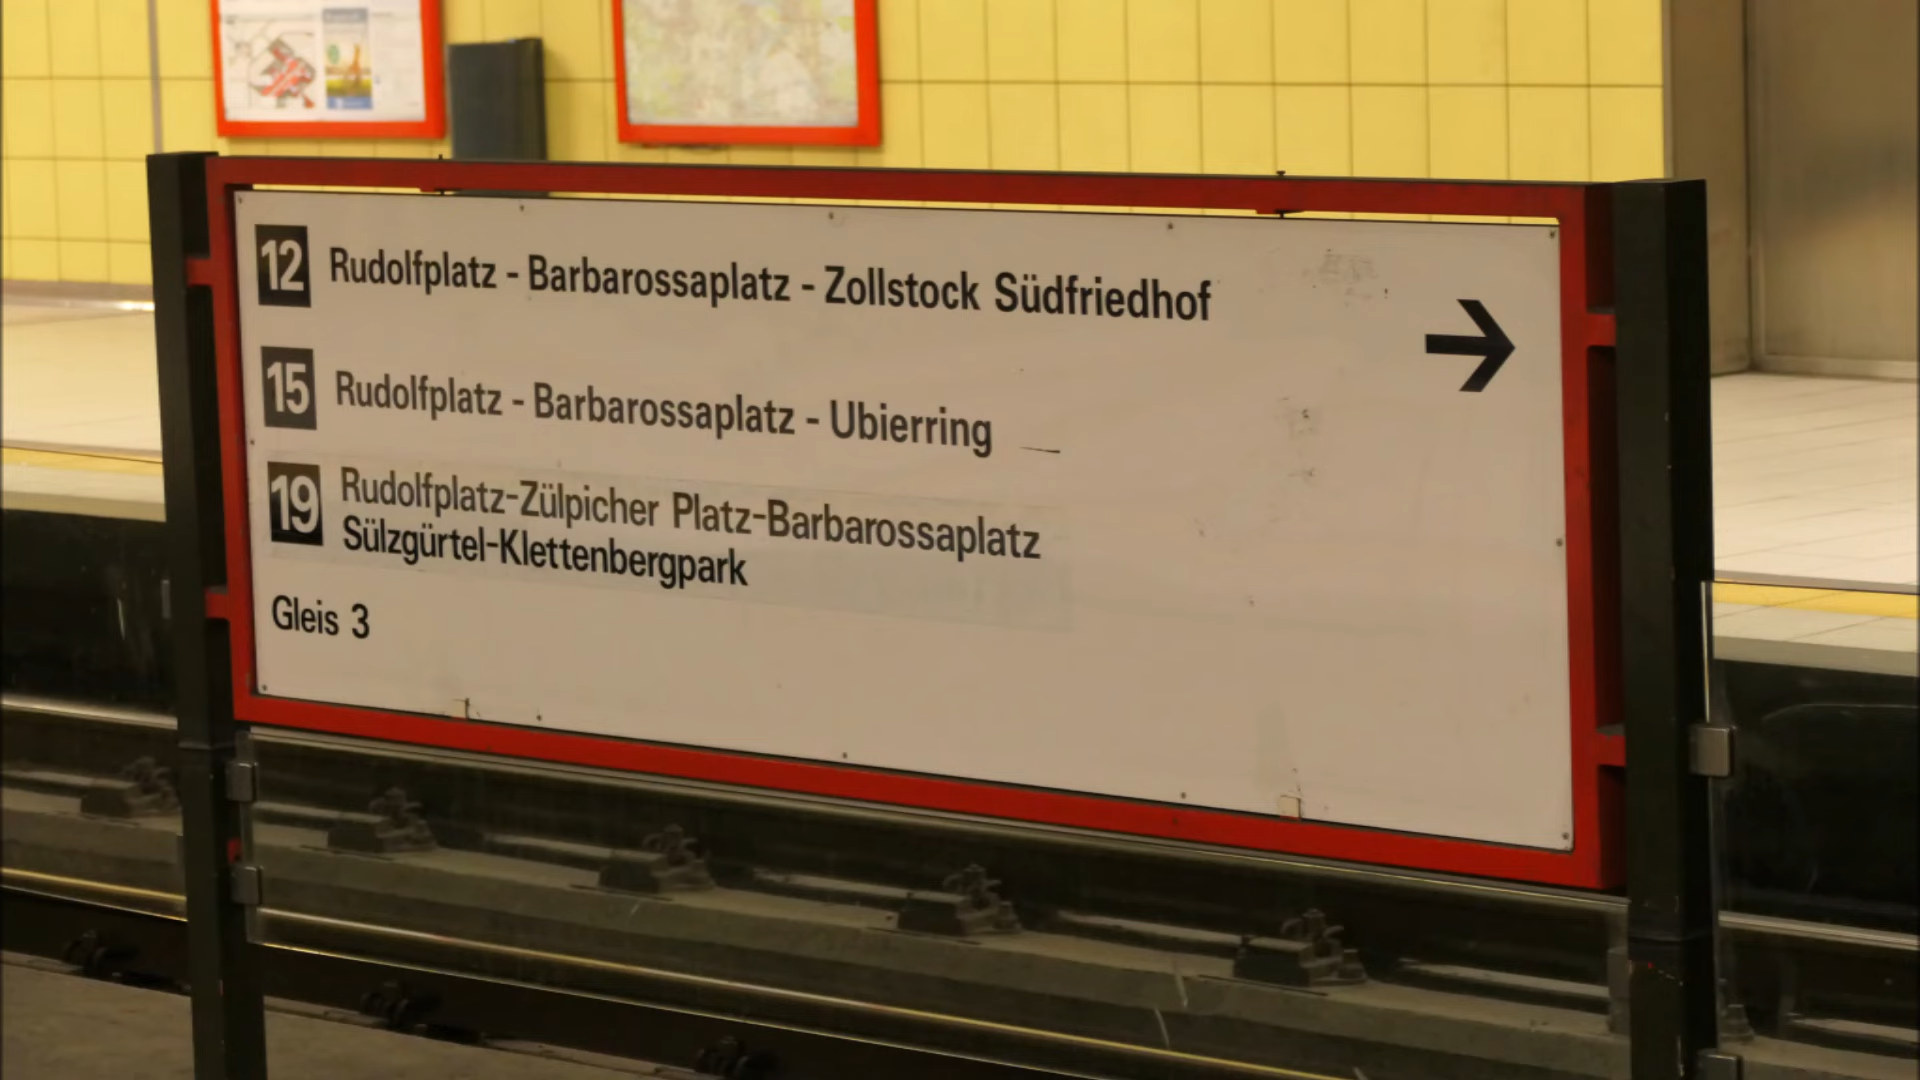 12 Rudolfplatz - Barbarossaplatz - Zollstock Südfriedhof
15 Rudolfplatz - Barbarossaplatz - Ubierring
19 Rudolfplatz-Zülpicher Platz-Barbarossaplatz
Sülzgürtel-Klettenbergpark
Gleis 3